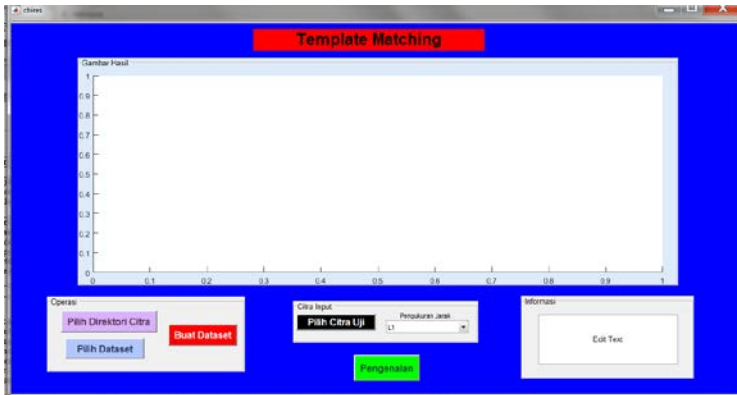 cbires
Template Matching
Gambar Hasil
1
0.9
0.8
0.7
0.6
0.5
0.4
0.3
0.2
0.1
0
0 0.1 0.2 0.3 0.4 0.5 0.6 0.7 0.8 0.9 1
Operasi
Pilih Direktori Citra
Buat Dataset
Pilih Dataset
Citra Input
Pengukuran Jarak
Pilih Citra Uji
L1
Pengenalan
Informasi
Edit Text